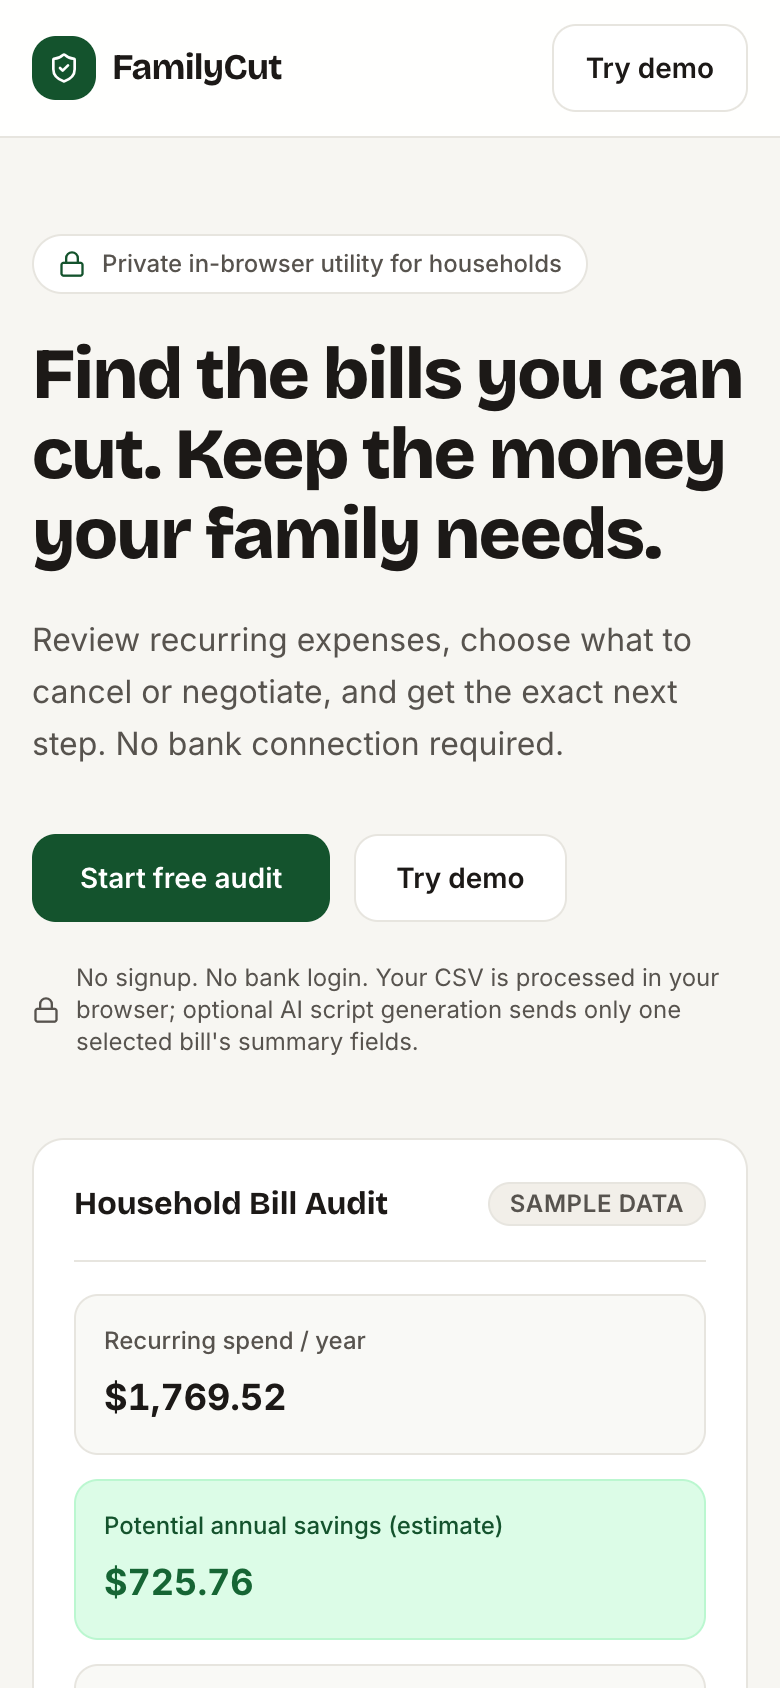 FamilyCut
Try demo
Private in-browser utility for households
Find the bills you can
cut. Keep the money
your family needs.
Review recurring expenses, choose what to
cancel or negotiate, and get the exact next
step. No bank connection required.
Start free audit
Try demo
No signup. No bank login. Your CSV is processed in your
browser; optional AI script generation sends only one
selected bill's summary fields.
Household Bill Audit
SAMPLE DATA
Recurring spend / year
$1,769.52
Potential annual savings (estimate)
$725.76